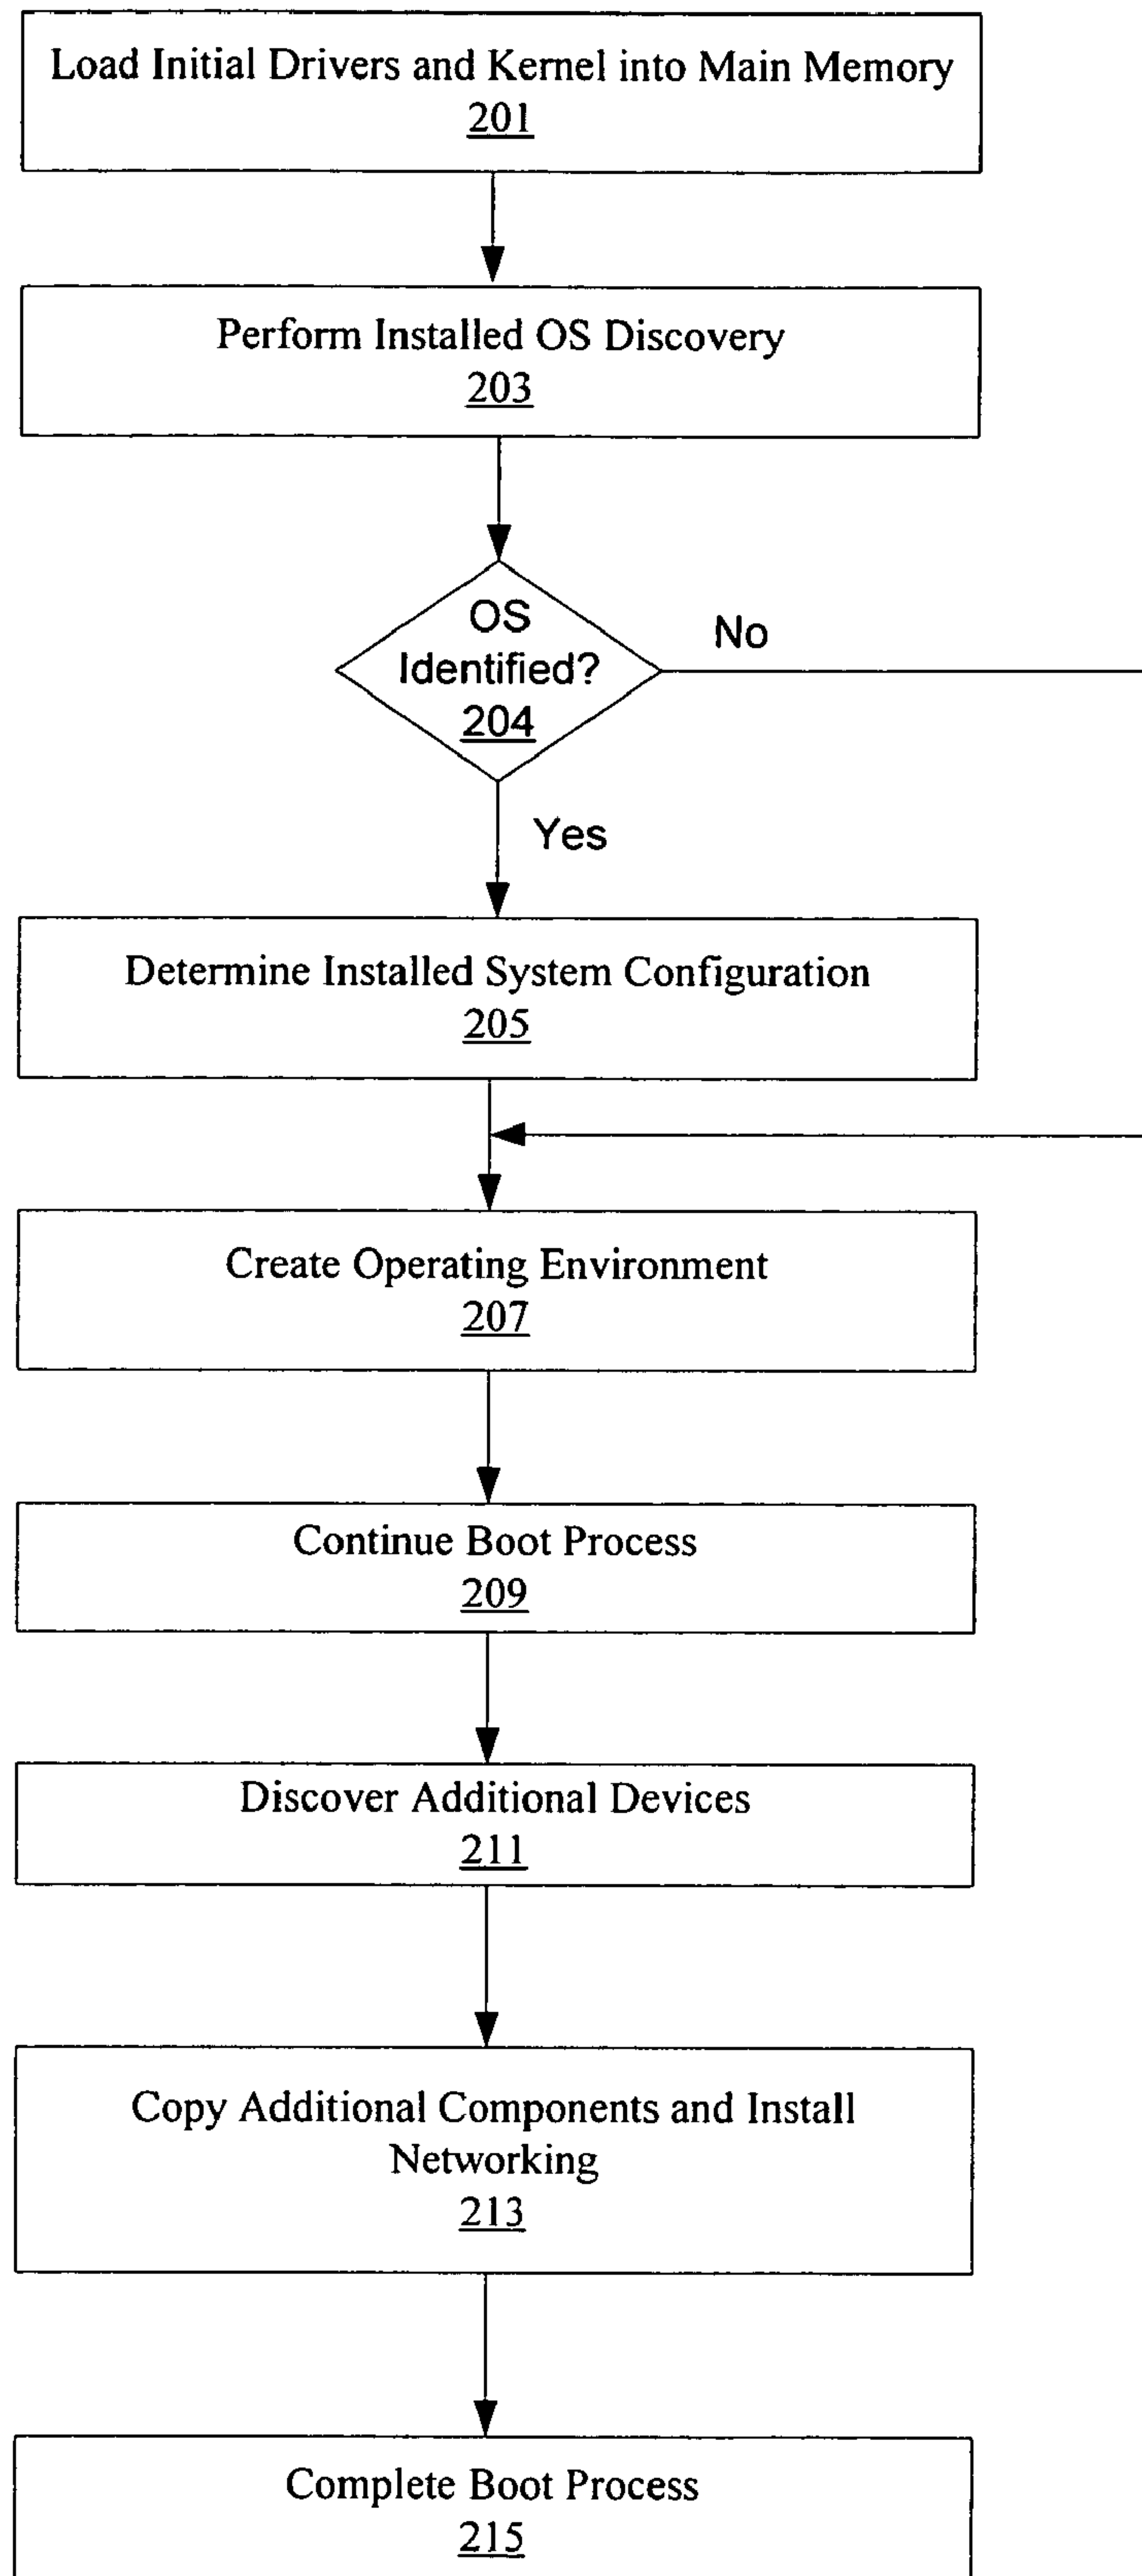 Load Initial Drivers and Kernel into Main Memory
201
Perform Installed OS Discovery
203
OS
Identified?
204
No
Yes
Determine Installed System Configuration
205
Create Operating Environment
207
Continue Boot Process
209
Discover Additional Devices
211
Copy Additional Components and Install
Networking
213
Complete Boot Process
215